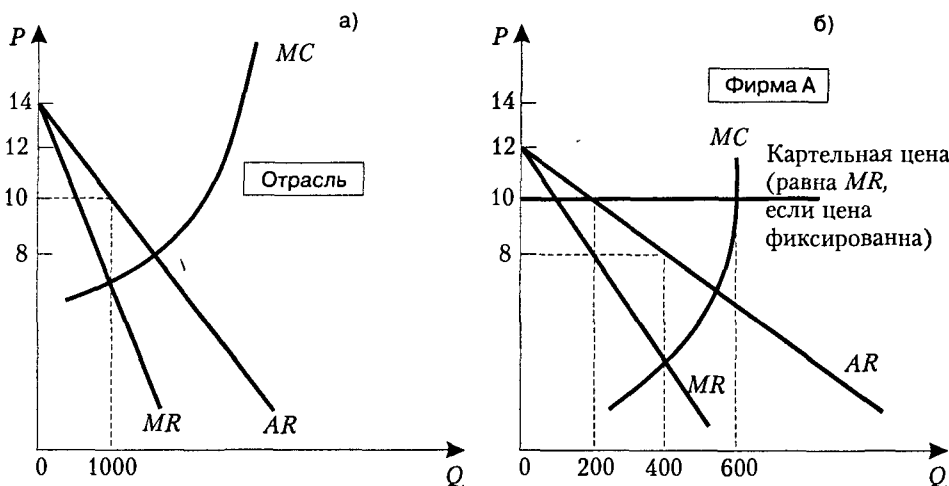 а)
P
MC
14
12
10
8
Отрасль
MR
AR
0
1000
Q
б)
P
Фирма А
MC
Картельная цена
(равна MR,
если цена
фиксированна)
14
12
10
8
MR
AR
0
200
400
600
Q